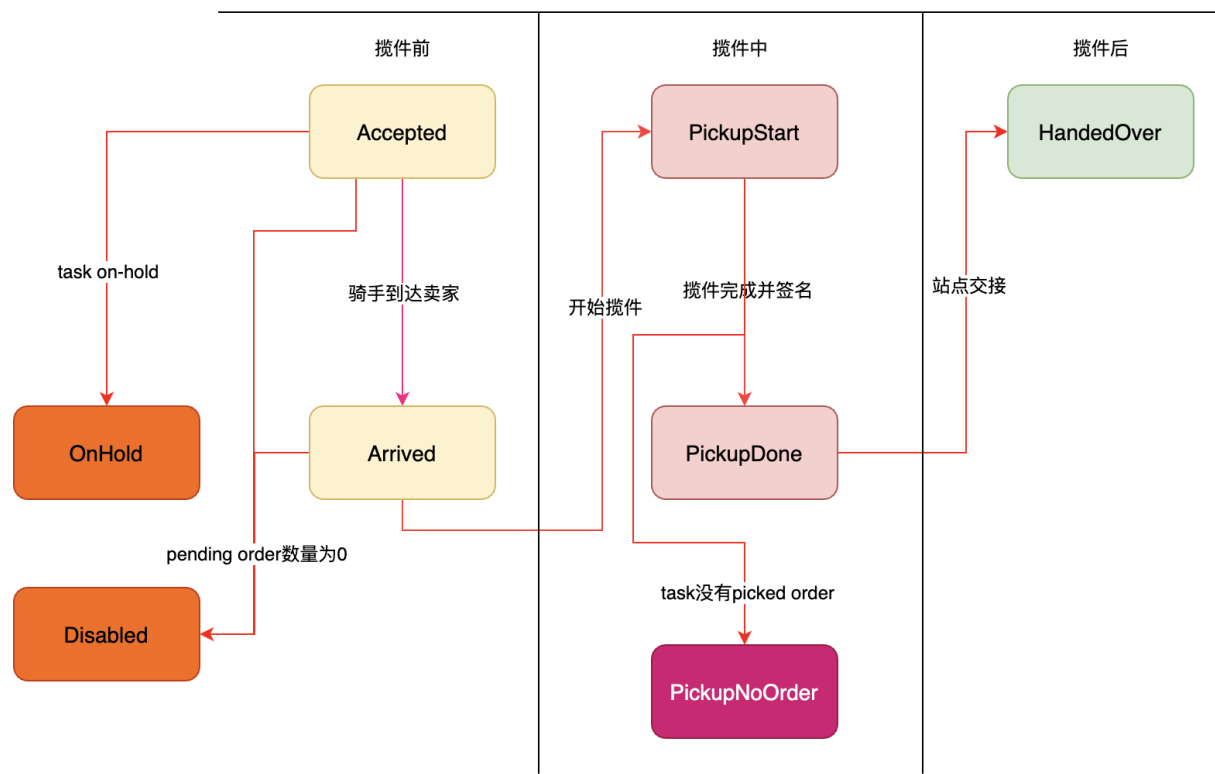 揽件前
揽件中
揽件后
Accepted
PickupStart
HandedOver
task on-hold
骑手到达卖家
开始揽件
揽件完成并签名
站点交接
OnHold
Arrived
PickupDone
pending order数量为0
task没有picked order
Disabled
PickupNoOrder